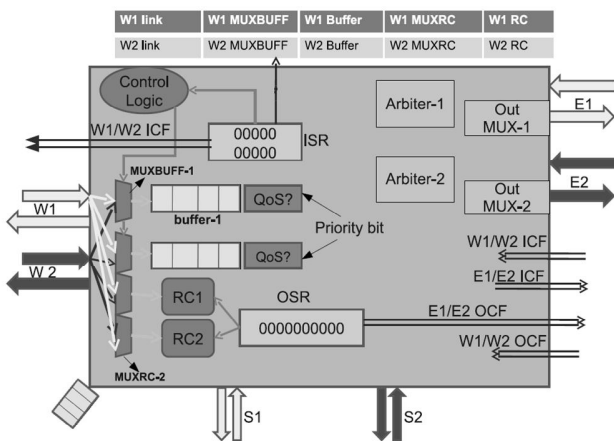 W1 link W1 MUXBUFF W1 Buffer W1 MUXRC W1 RC
W2 link W2 MUXBUFF W2 Buffer W2 MUXRC W2 RC
Control
Logic
W1/W2 ICF
00000
00000
ISR
Arbiter-1
Out
MUX-1
E1
MUXBUFF-1
Arbiter-2
Out
MUX-2
E2
W1
QoS?
buffer-1
Priority bit
W 2
QoS?
W1/W2 ICF
E1/E2 ICF
RC1
OSR
E1/E2 OCF
0000000000
RC2
W1/W2 OCF
MUXRC-2
S1
S2